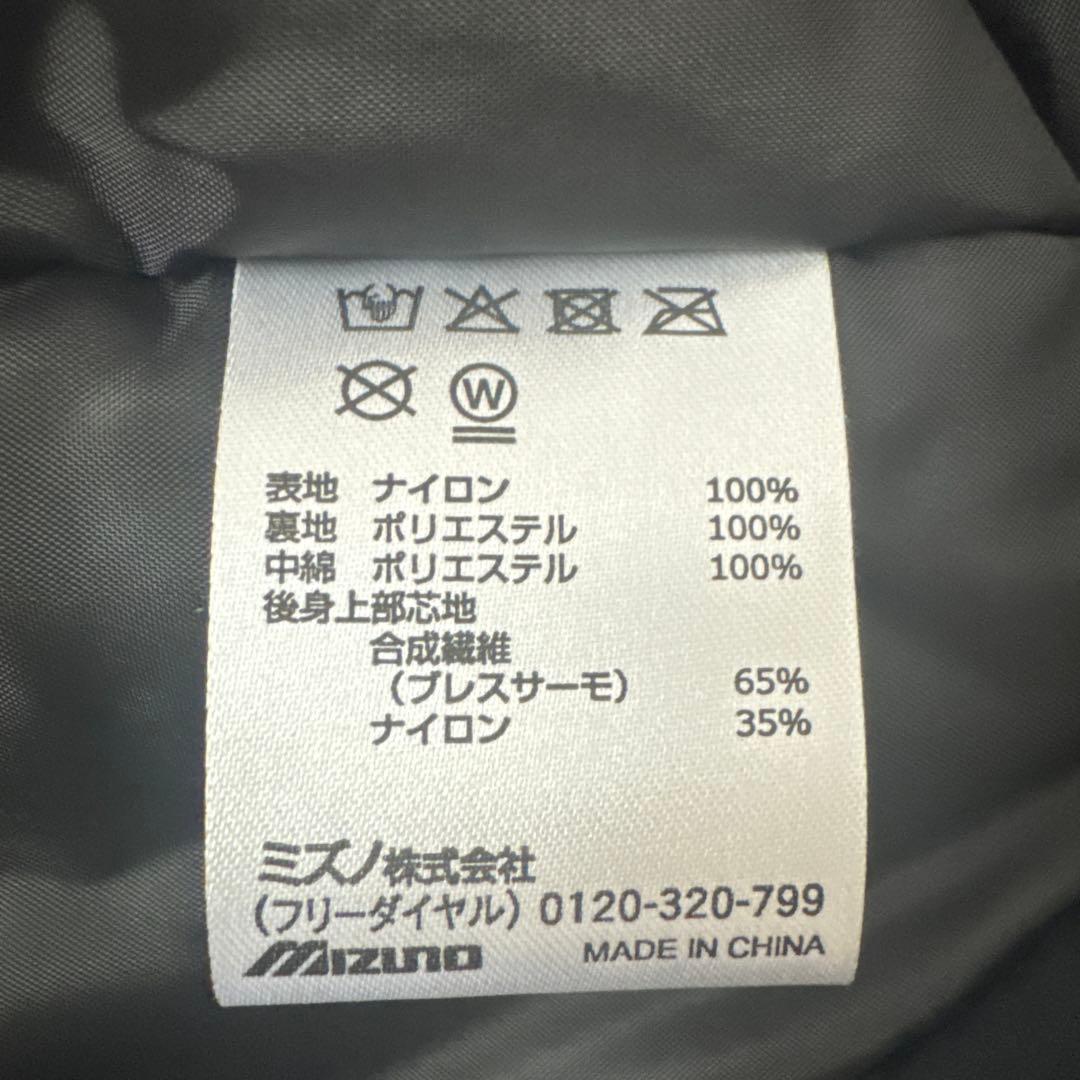 W
表地 ナイロン 100%
裏地 ポリエステル 100%
中綿 ポリエステル 100%
後身上部芯地
合成繊維
(ブレスサーモ) 65%
ナイロン 35%
ミズノ株式会社
(フリーダイヤル) 0120-320-799
MIZUNO MADE IN CHINA